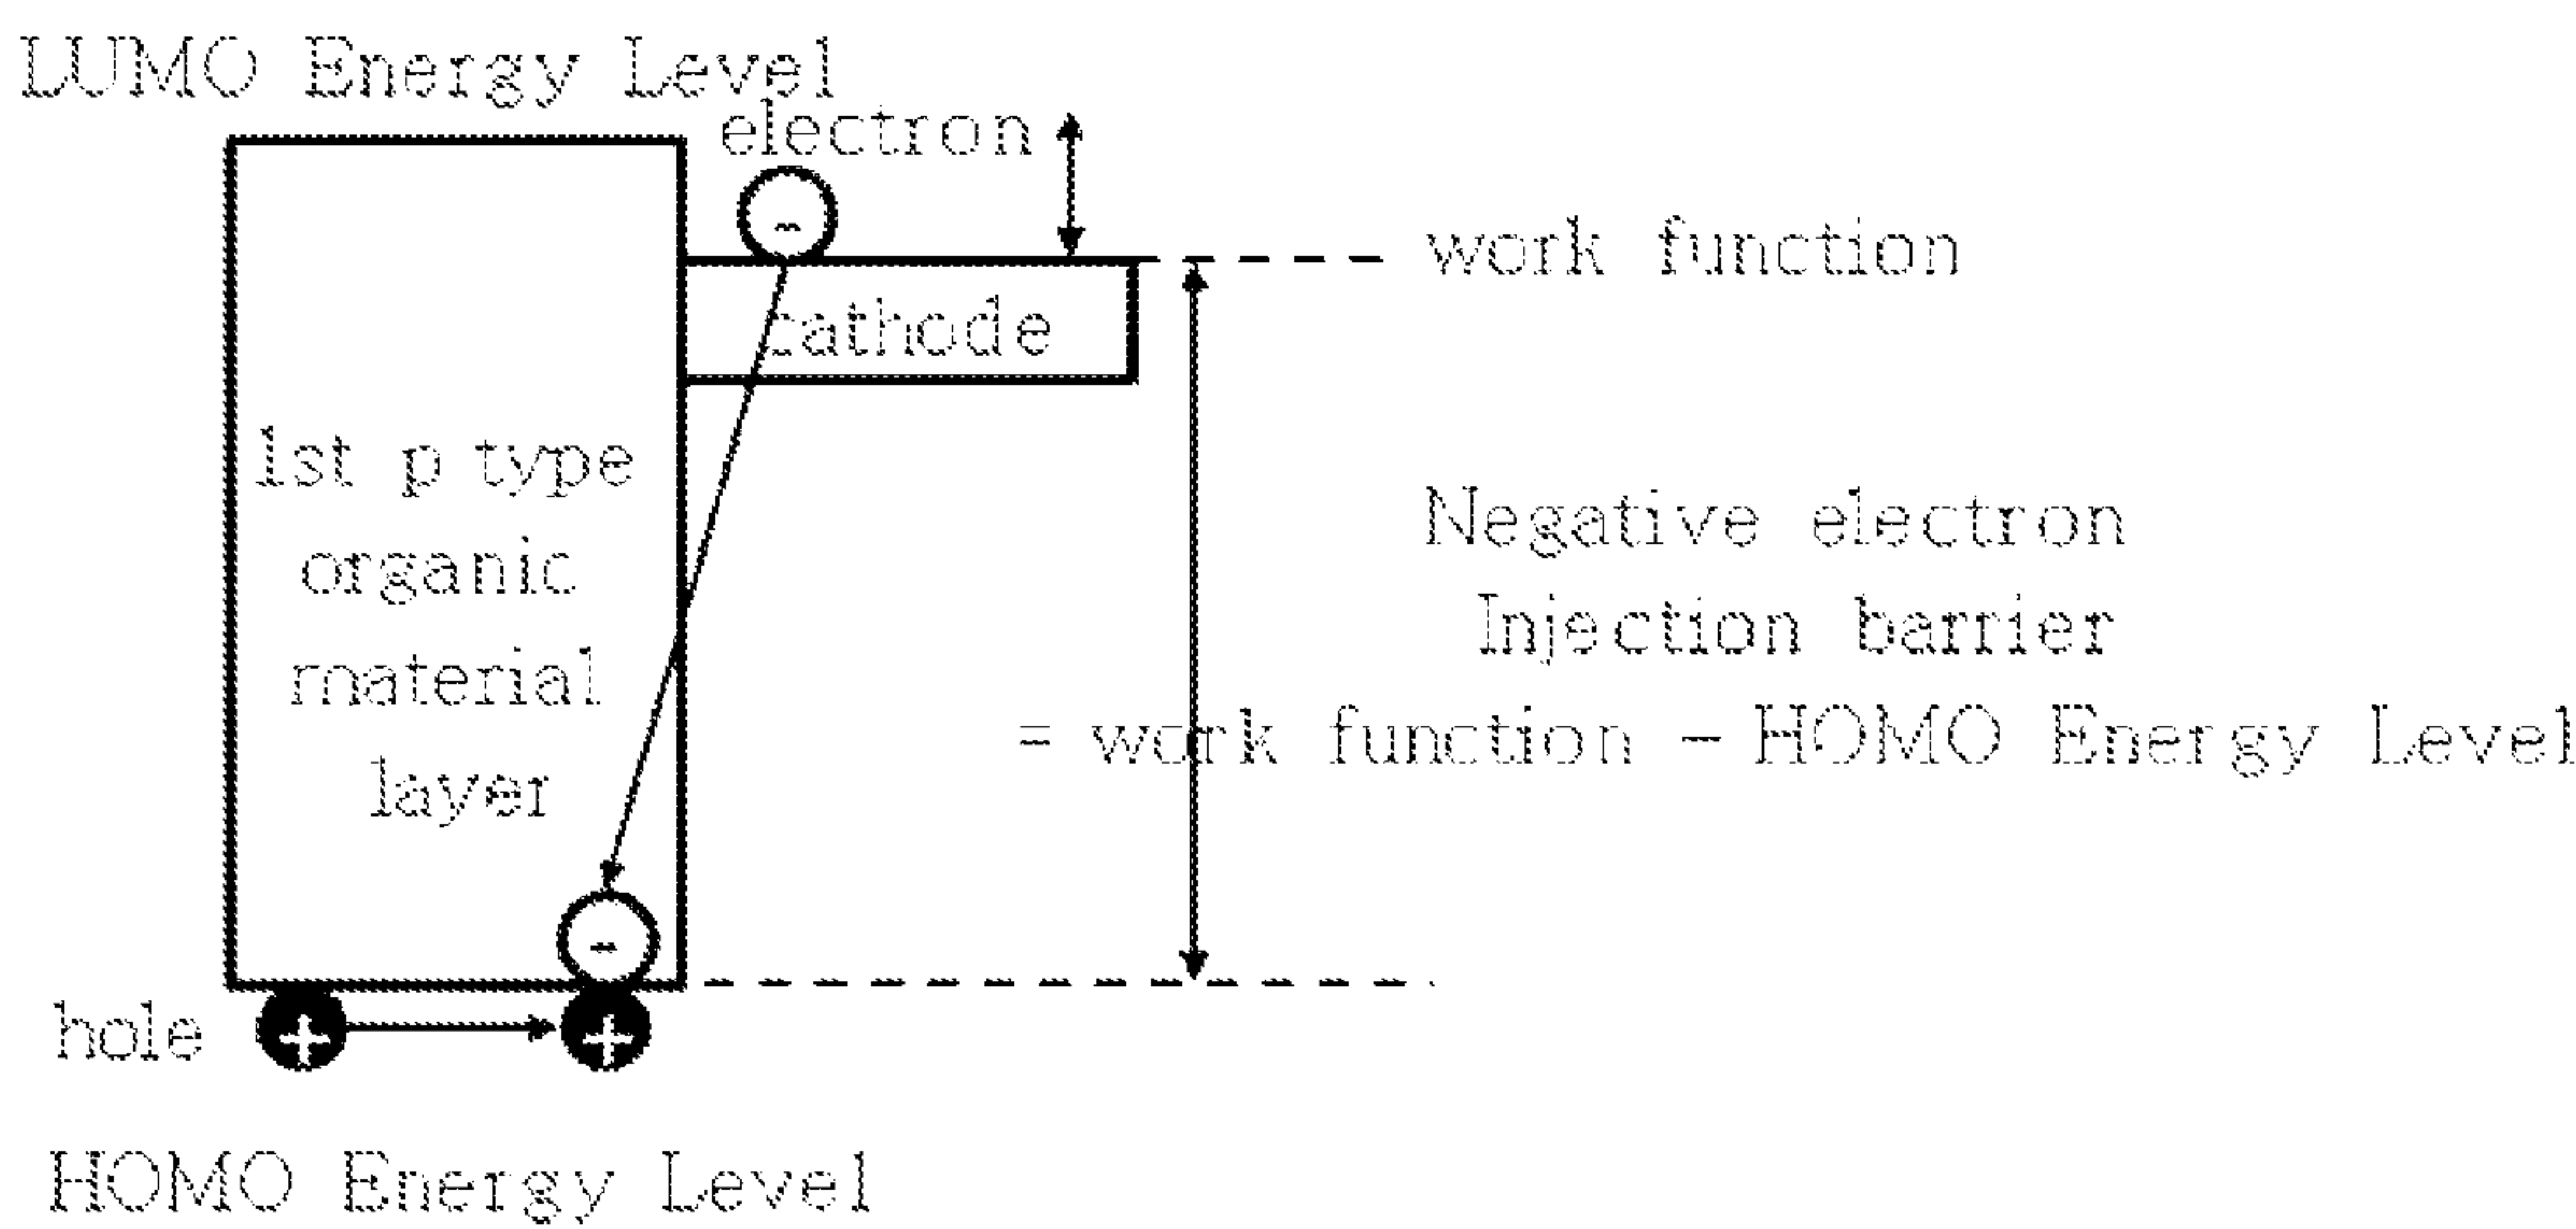 LUMO Energy Level
electron
-
work function
cathode
1st p type
organic
material
layer
Negative electron
Injection barrier
= work function - HOMO Energy Level
-
hole
+
+
HOMO Energy Level